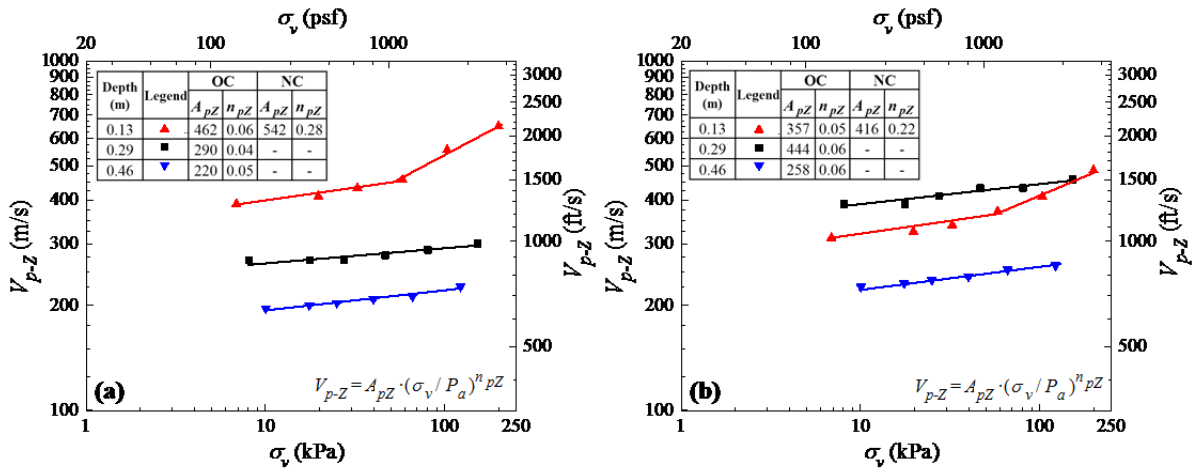 σv (psf)
20 100 1000
1000
900
800
700
600
500
400
300
200
100
Vp-Z (m/s)
Depth (m) Legend OC NC
ApZ npZ ApZ npZ
0.13 462 0.06 542 0.28
0.29 290 0.04 - -
0.46 220 0.05 - -
3000
2500
2000
1500
1000
500
Vp-Z (ft/s)
(a)
Vp-Z = ApZ·(σv/Pa)^npZ
1 10 100 250
σv (kPa)
σv (psf)
20 100 1000
1000
900
800
700
600
500
400
300
200
100
Vp-Z (m/s)
Depth (m) Legend OC NC
ApZ npZ ApZ npZ
0.13 357 0.05 416 0.22
0.29 444 0.06 - -
0.46 258 0.06 - -
3000
2500
2000
1500
1000
500
Vp-Z (ft/s)
(b)
Vp-Z = ApZ·(σv/Pa)^npZ
1 10 100 250
σv (kPa)